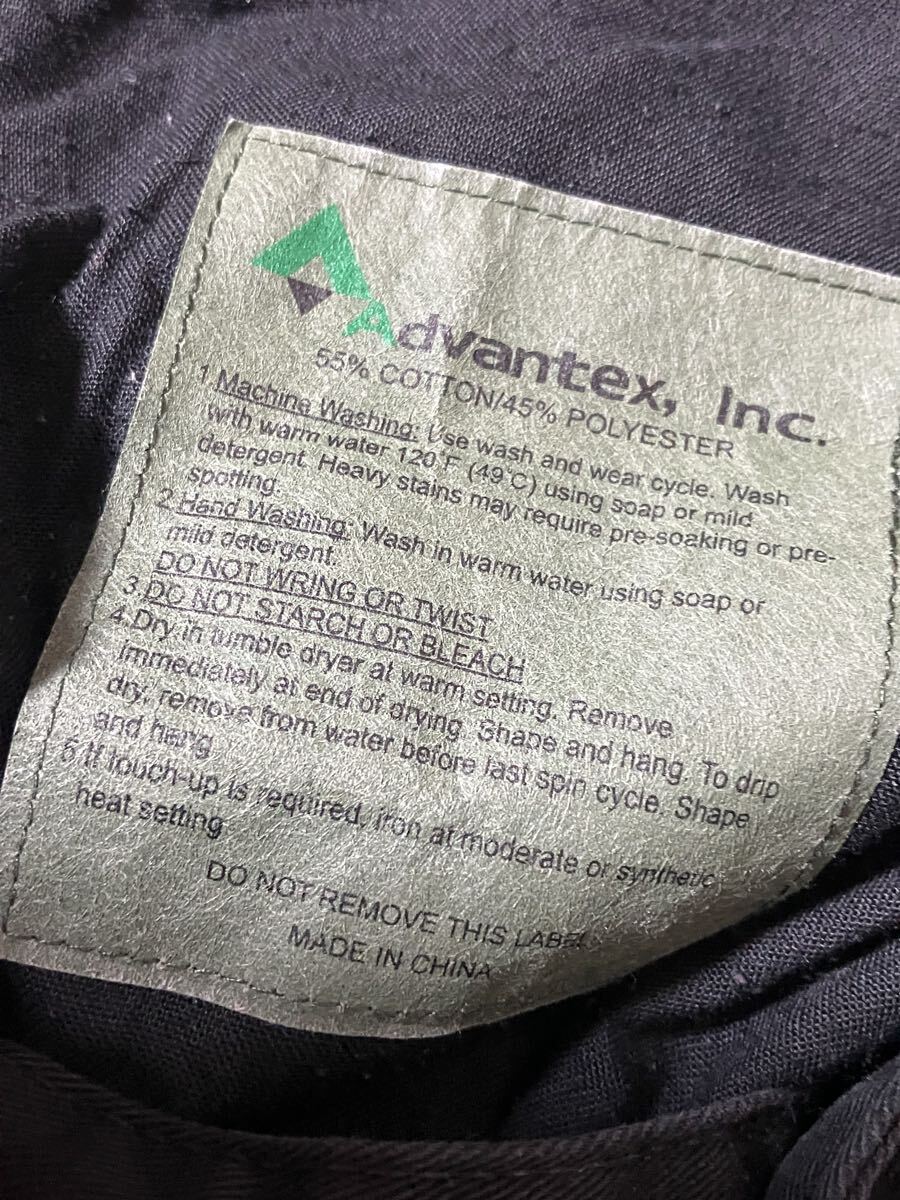 Advantex, Inc.
55% COTTON/45% POLYESTER
1.Machine Washing: Use wash and wear cycle. Wash
with warm water 120°F (49°C) using soap or mild
detergent. Heavy stains may require pre-soaking or pre-
spotting.
2.Hand Washing: Wash in warm water using soap or
mild detergent.
DO NOT WRING OR TWIST
3.DO NOT STARCH OR BLEACH
4.Dry in tumble dryer at warm setting. Remove
immediately at end of drying. Shape and hang. To drip
dry, remove from water before last spin cycle. Shape
and hang
5.If touch-up is required, iron at moderate or synthetic
heat setting
DO NOT REMOVE THIS LABEL
MADE IN CHINA